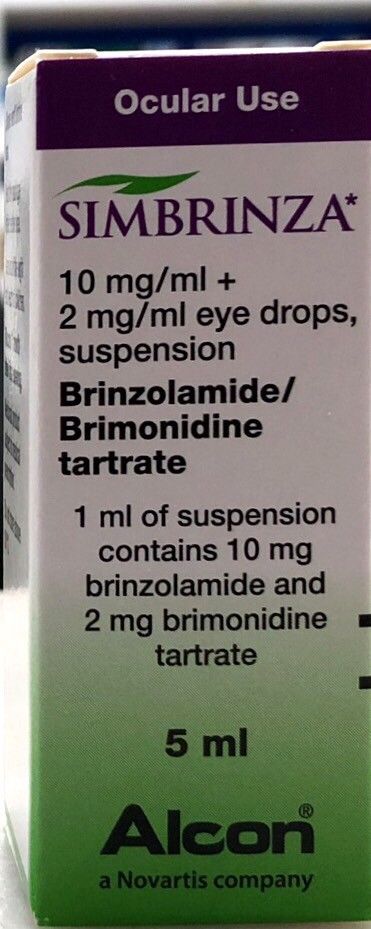 Ocular Use
SIMBRINZA*
10 mg/ml +
2 mg/ml eye drops,
suspension
Brinzolamide/
Brimonidine
tartrate
1 ml of suspension
contains 10 mg
brinzolamide and
2 mg brimonidine
tartrate
5 ml
Alcon®
a Novartis company